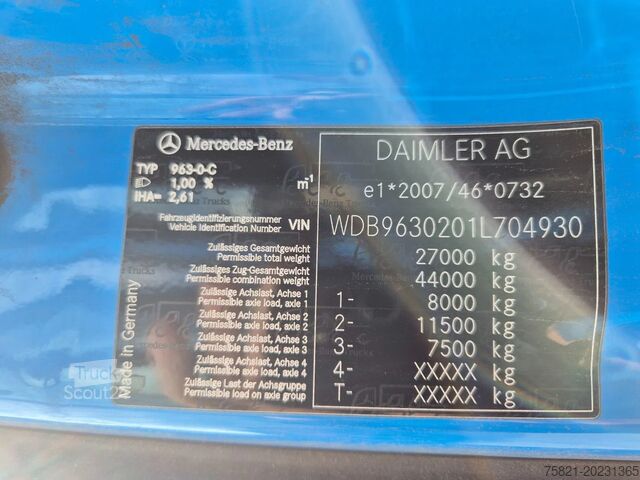 Mercedes-Benz
DAIMLER AG
TYP 963-0-C
1,00 % m-1
IHA= 2,61
e1*2007/46*0732
Fahrzeugidentifizierungsnummer
Vehicle Identification Number VIN WDB9630201L704930
Zulässiges Gesamtgewicht
Permissible total weight 27000 kg
Zulässiges Zug-Gesamtgewicht
Permissible combination weight 44000 kg
Zulässige Achslast, Achse 1
Permissible axle load, axle 1 1- 8000 kg
Zulässige Achslast, Achse 2
Permissible axle load, axle 2 2- 11500 kg
Zulässige Achslast, Achse 3
Permissible axle load, axle 3 3- 7500 kg
Zulässige Achslast, Achse 4
Permissible axle load, axle 4 4- XXXXX kg
Zulässige Last der Achsgruppe
Permissible load on axle group T- XXXXX kg
Made in Germany
Truck
Scout24
75821-20231365